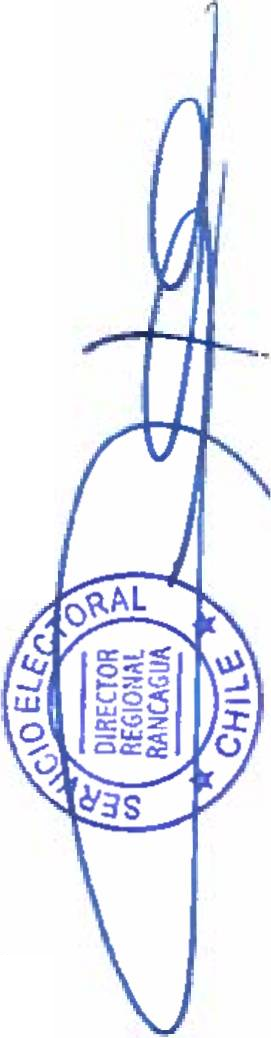 SERVICIO ELECTORAL
DIRECTOR
REGIONAL
RANCAGUA
★ CHILE ★